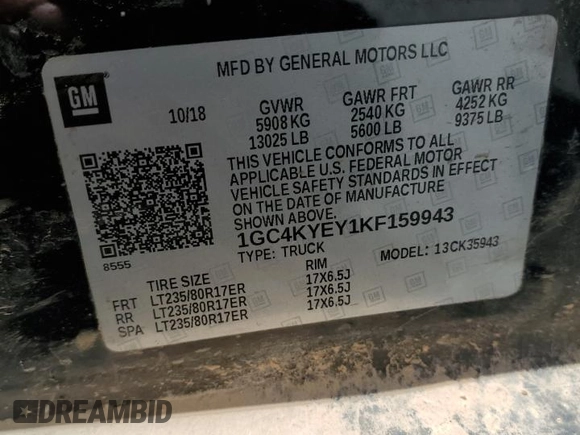 MFD BY GENERAL MOTORS LLC
GM
10/18
GVWR GAWR FRT GAWR RR
5908 KG 2540 KG 4252 KG
13025 LB 5600 LB 9375 LB
THIS VEHICLE CONFORMS TO ALL
APPLICABLE U.S. FEDERAL MOTOR
VEHICLE SAFETY STANDARDS IN EFFECT
ON THE DATE OF MANUFACTURE
SHOWN ABOVE.
1GC4KYEY1KF159943
8555
TYPE: TRUCK MODEL: 13CK35943
TIRE SIZE RIM
FRT LT235/80R17ER 17X6.5J
RR LT235/80R17ER 17X6.5J
SPA LT235/80R17ER 17X6.5J
DREAMBID